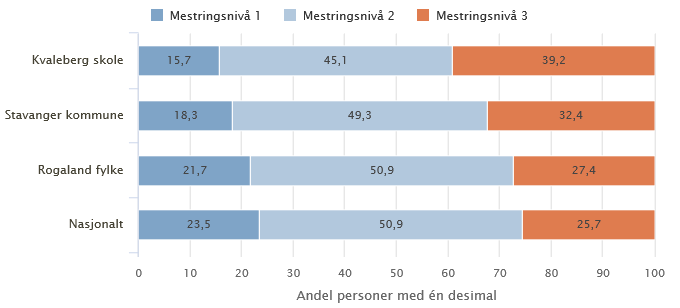 Mestringsnivå 1 Mestringsnivå 2 Mestringsnivå 3
Kvaleberg skole 15,7 45,1 39,2
Stavanger kommune 18,3 49,3 32,4
Rogaland fylke 21,7 50,9 27,4
Nasjonalt 23,5 50,9 25,7
0 10 20 30 40 50 60 70 80 90 100
Andel personer med én desimal